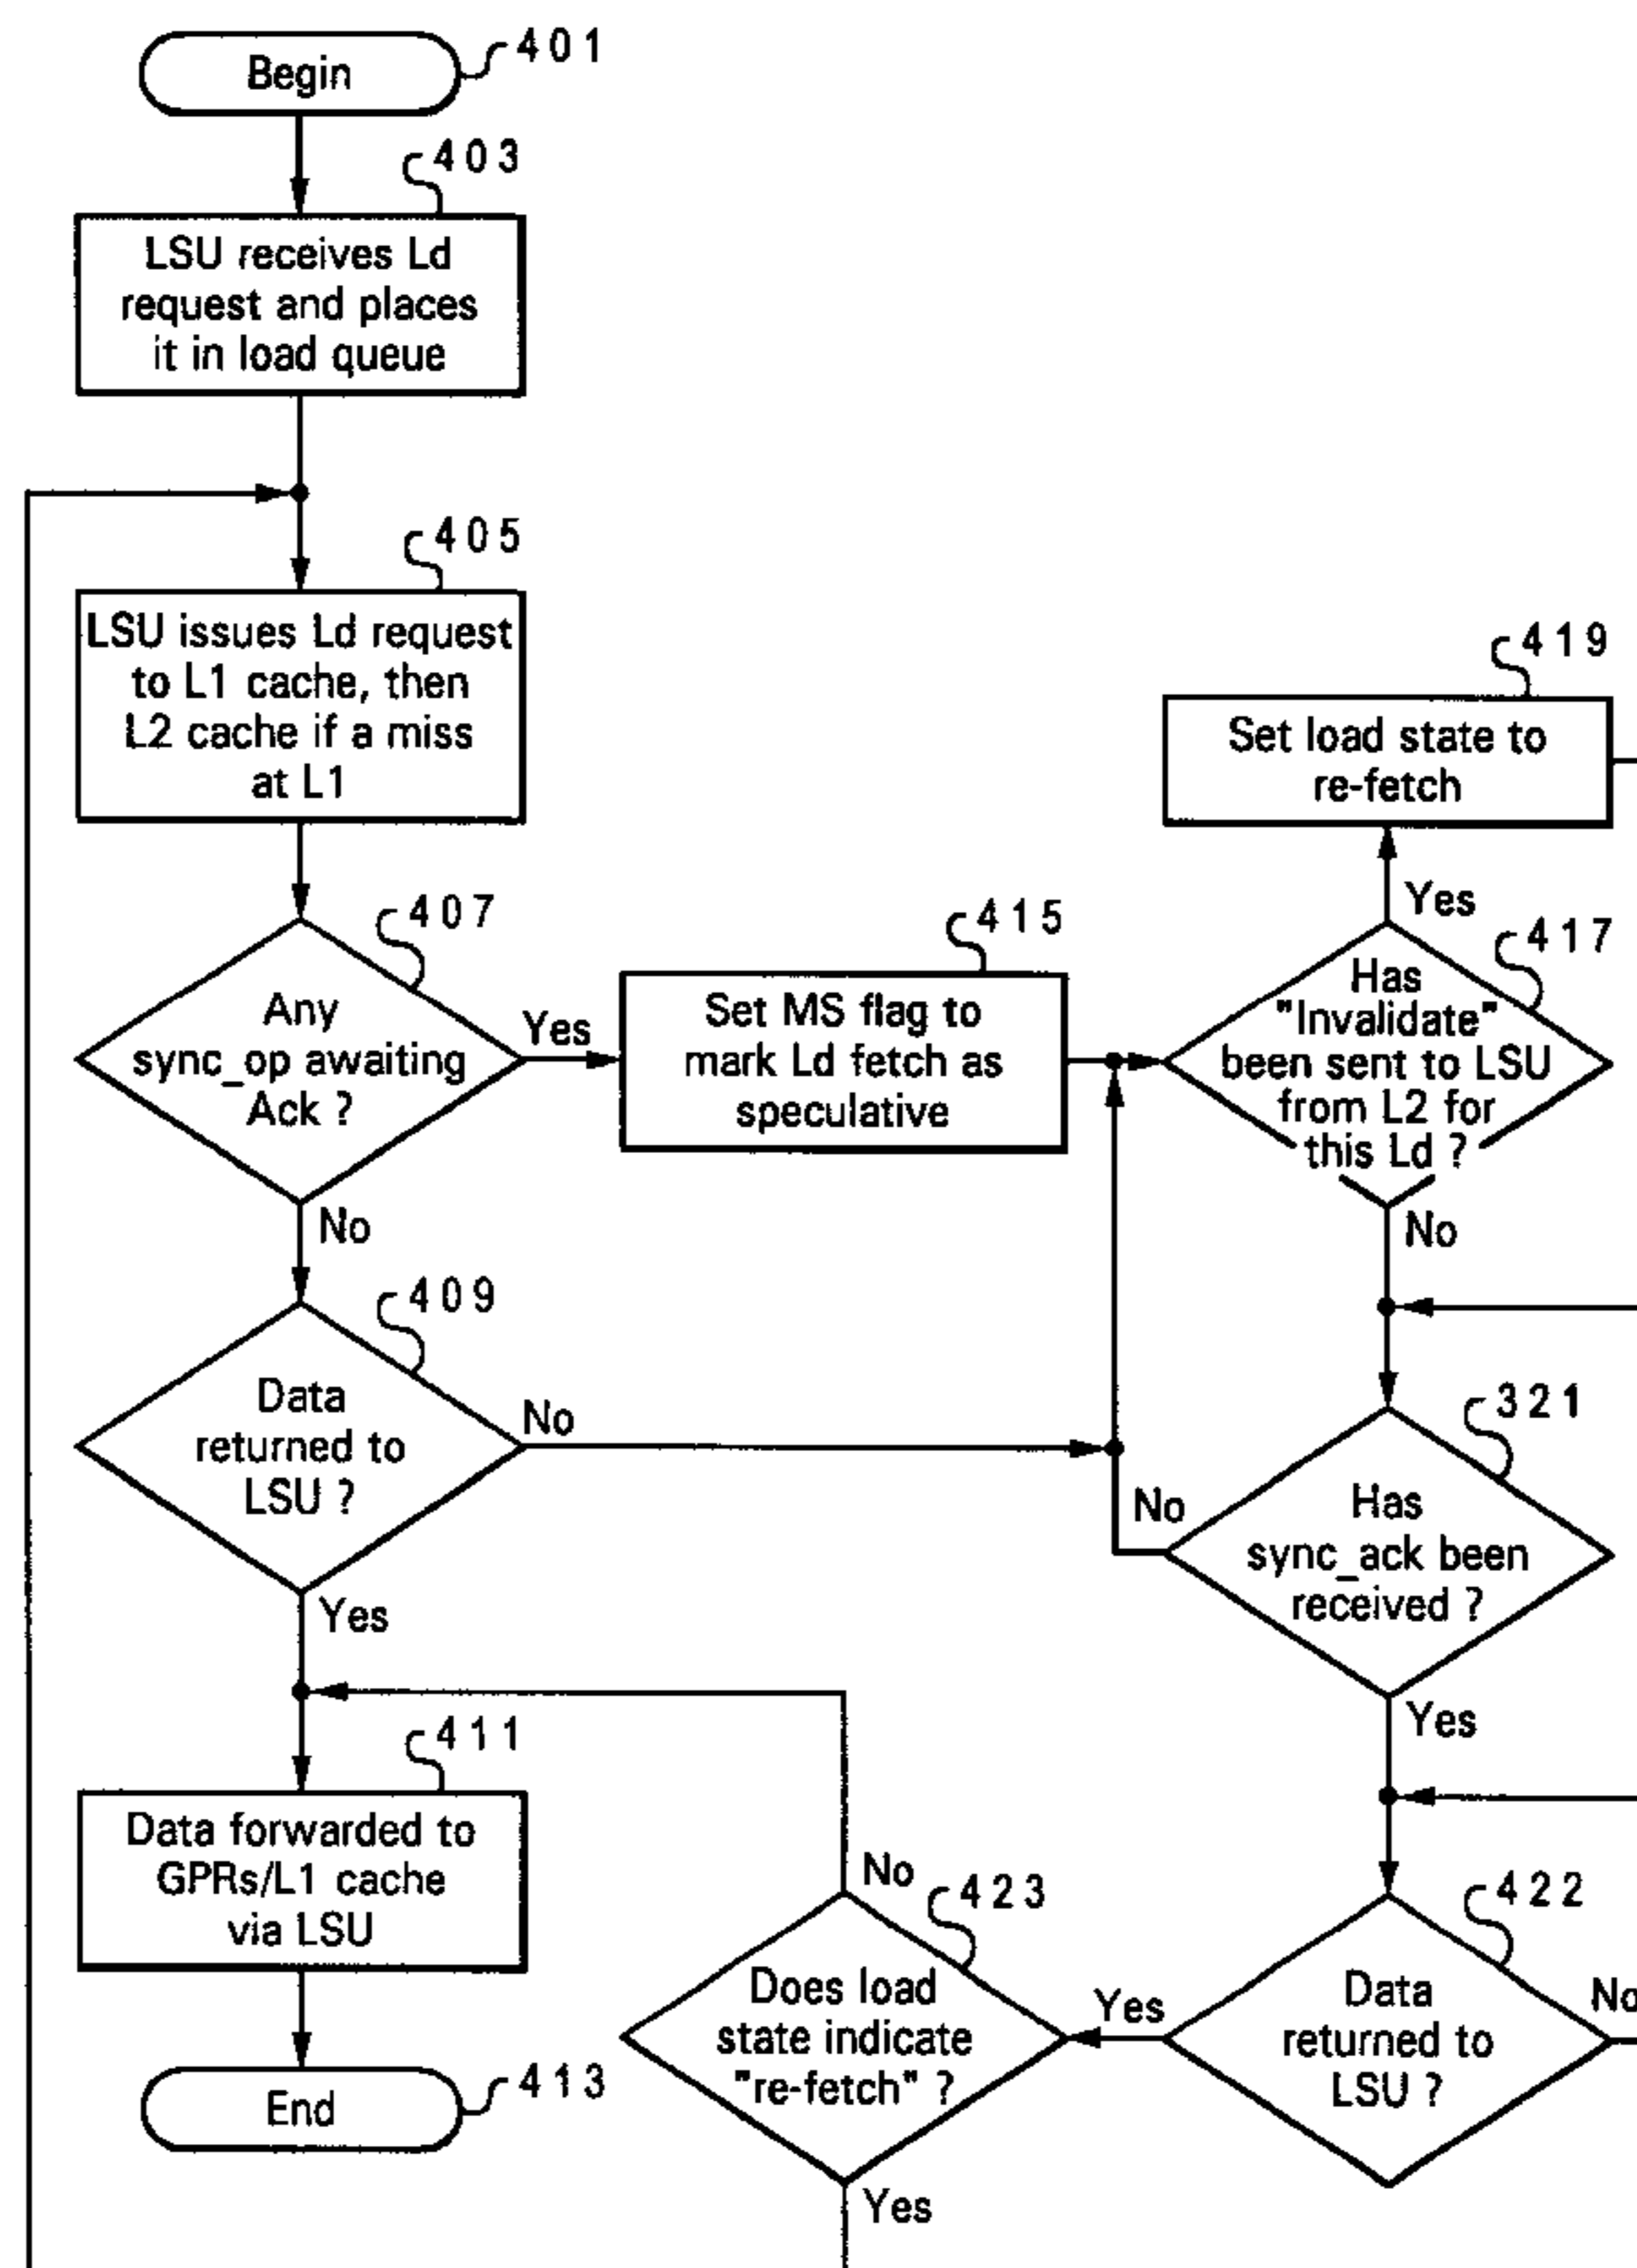 Begin
401
403
LSU receives Ld
request and places
it in load queue
405
LSU issues Ld request
to L1 cache, then
L2 cache if a miss
at L1
407
Any
sync_op awaiting
Ack ?
Yes
No
415
Set MS flag to
mark Ld fetch as
speculative
419
Set load state to
re-fetch
Yes
417
Has
"Invalidate"
been sent to LSU
from L2 for
this Ld ?
No
409
Data
returned to
LSU ?
No
Yes
321
Has
sync_ack been
received ?
No
Yes
411
Data forwarded to
GPRs/L1 cache
via LSU
413
End
No
423
Does load
state indicate
"re-fetch" ?
Yes
Yes
422
Data
returned to
LSU ?
No